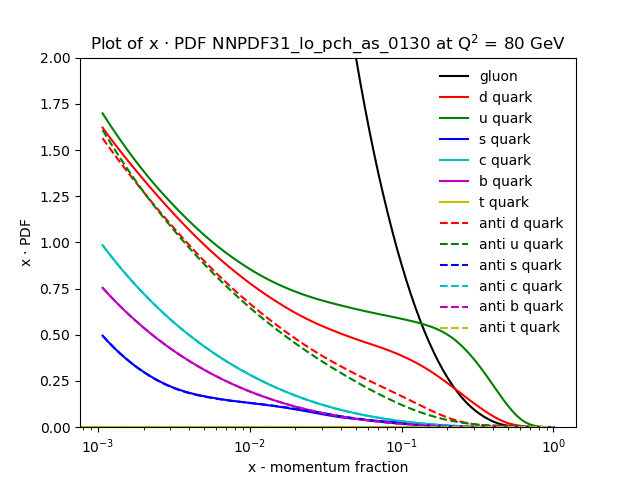 Plot of x · PDF NNPDF31_lo_pch_as_0130 at Q² = 80 GeV
x · PDF
2.00
1.75
1.50
1.25
1.00
0.75
0.50
0.25
0.00
gluon
d quark
u quark
s quark
c quark
b quark
t quark
anti d quark
anti u quark
anti s quark
anti c quark
anti b quark
anti t quark
10⁻³ 10⁻² 10⁻¹ 10⁰
x - momentum fraction